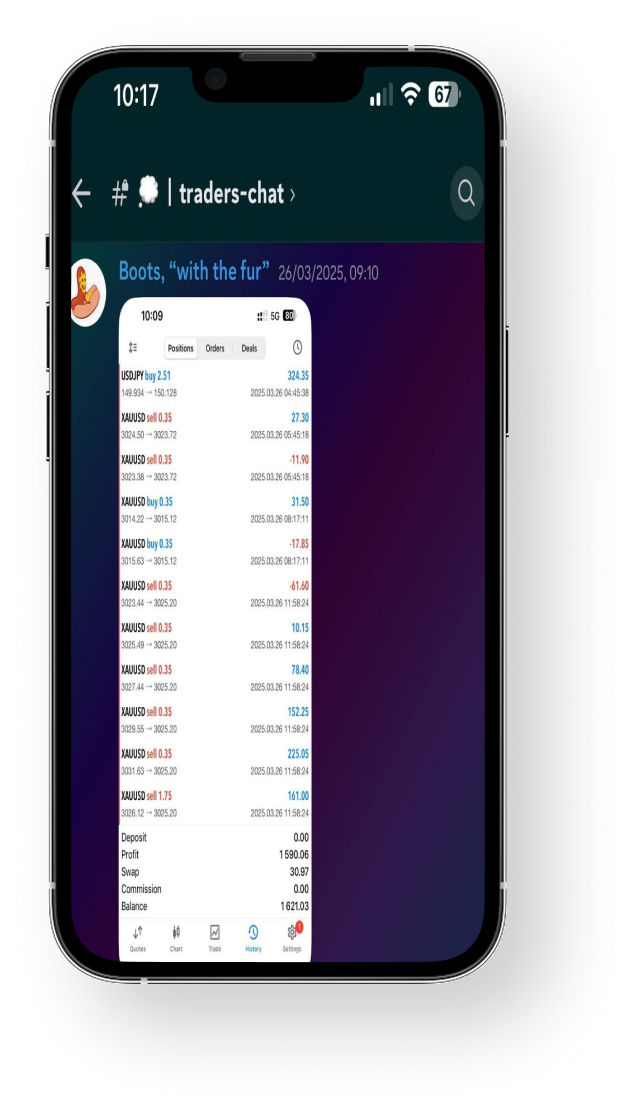 10:17
67
# | traders-chat ›
Boots, “with the fur” 26/03/2025, 09:10
10:09 5G 80
Positions Orders Deals
USDJPY buy 2.51 324.35
149.934 → 150.128 2025.03.26 04:45:38
XAUUSD sell 0.35 27.30
3024.50 → 3023.72 2025.03.26 05:45:18
XAUUSD sell 0.35 -11.90
3023.38 → 3023.72 2025.03.26 05:45:18
XAUUSD buy 0.35 31.50
3014.22 → 3015.12 2025.03.26 08:17:11
XAUUSD buy 0.35 -17.85
3015.63 → 3015.12 2025.03.26 08:17:11
XAUUSD sell 0.35 -61.60
3023.44 → 3025.20 2025.03.26 11:58:24
XAUUSD sell 0.35 10.15
3025.49 → 3025.20 2025.03.26 11:58:24
XAUUSD sell 0.35 78.40
3027.44 → 3025.20 2025.03.26 11:58:24
XAUUSD sell 0.35 152.25
3029.55 → 3025.20 2025.03.26 11:58:24
XAUUSD sell 0.35 225.05
3031.63 → 3025.20 2025.03.26 11:58:24
XAUUSD sell 1.75 161.00
3026.12 → 3025.20 2025.03.26 11:58:24
Deposit 0.00
Profit 1 590.06
Swap 30.97
Commission 0.00
Balance 1 621.03
1
Quotes Chart Trade History Settings